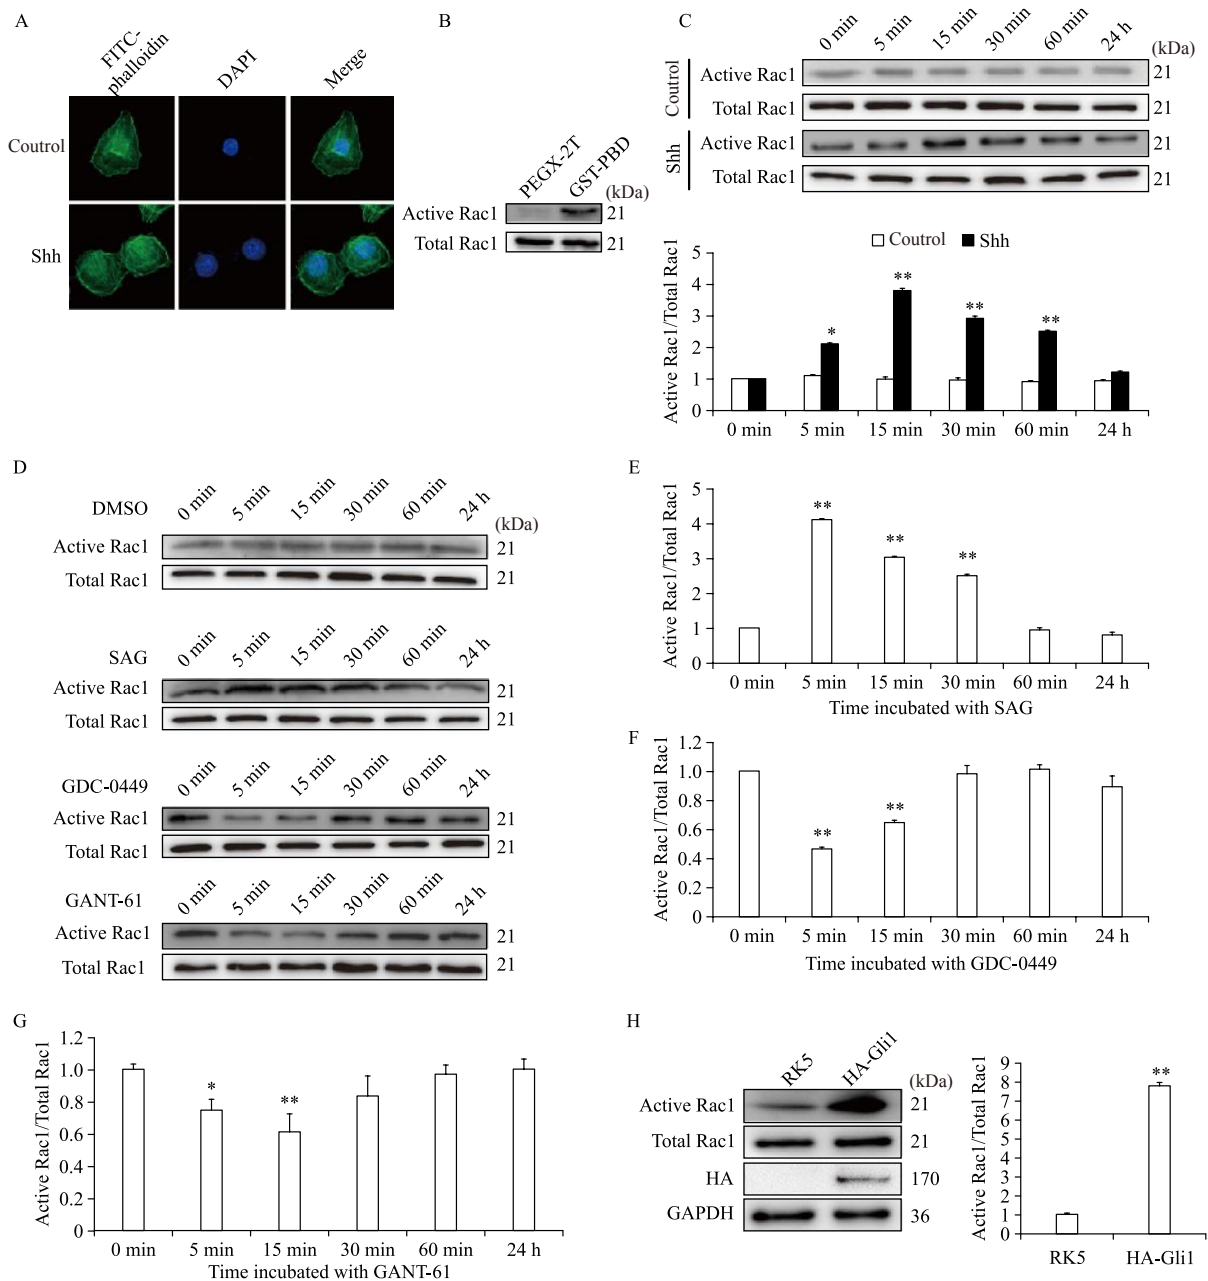 A
FITC-
phalloidin
DAPI
Merge
Coutrol
Shh
B
PEGX-2T
GST-PBD
(kDa)
Active Rac1 21
Total Rac1 21
C
0 min 5 min 15 min 30 min 60 min 24 h
(kDa)
Coutrol
Active Rac1 21
Total Rac1 21
Shh
Active Rac1 21
Total Rac1 21
Coutrol Shh
Active Rac1/Total Rac1
5
4
3
2
1
0
* ** ** **
0 min 5 min 15 min 30 min 60 min 24 h
D
DMSO 0 min 5 min 15 min 30 min 60 min 24 h
(kDa)
Active Rac1 21
Total Rac1 21
SAG 0 min 5 min 15 min 30 min 60 min 24 h
Active Rac1 21
Total Rac1 21
GDC-0449 0 min 5 min 15 min 30 min 60 min 24 h
Active Rac1 21
Total Rac1 21
GANT-61 0 min 5 min 15 min 30 min 60 min 24 h
Active Rac1 21
Total Rac1 21
E
Active Rac1/Total Rac1
5
4
3
2
1
0
** ** **
0 min 5 min 15 min 30 min 60 min 24 h
Time incubated with SAG
F
Active Rac1/Total Rac1
1.2
1.0
0.8
0.6
0.4
0.2
0
** **
0 min 5 min 15 min 30 min 60 min 24 h
Time incubated with GDC-0449
G
Active Rac1/Total Rac1
1.2
1.0
0.8
0.6
0.4
0.2
0
* **
0 min 5 min 15 min 30 min 60 min 24 h
Time incubated with GANT-61
H
RK5 HA-Gli1
(kDa)
Active Rac1 21
Total Rac1 21
HA 170
GAPDH 36
Active Rac1/Total Rac1
9
8
7
6
5
4
3
2
1
0
**
RK5 HA-Gli1